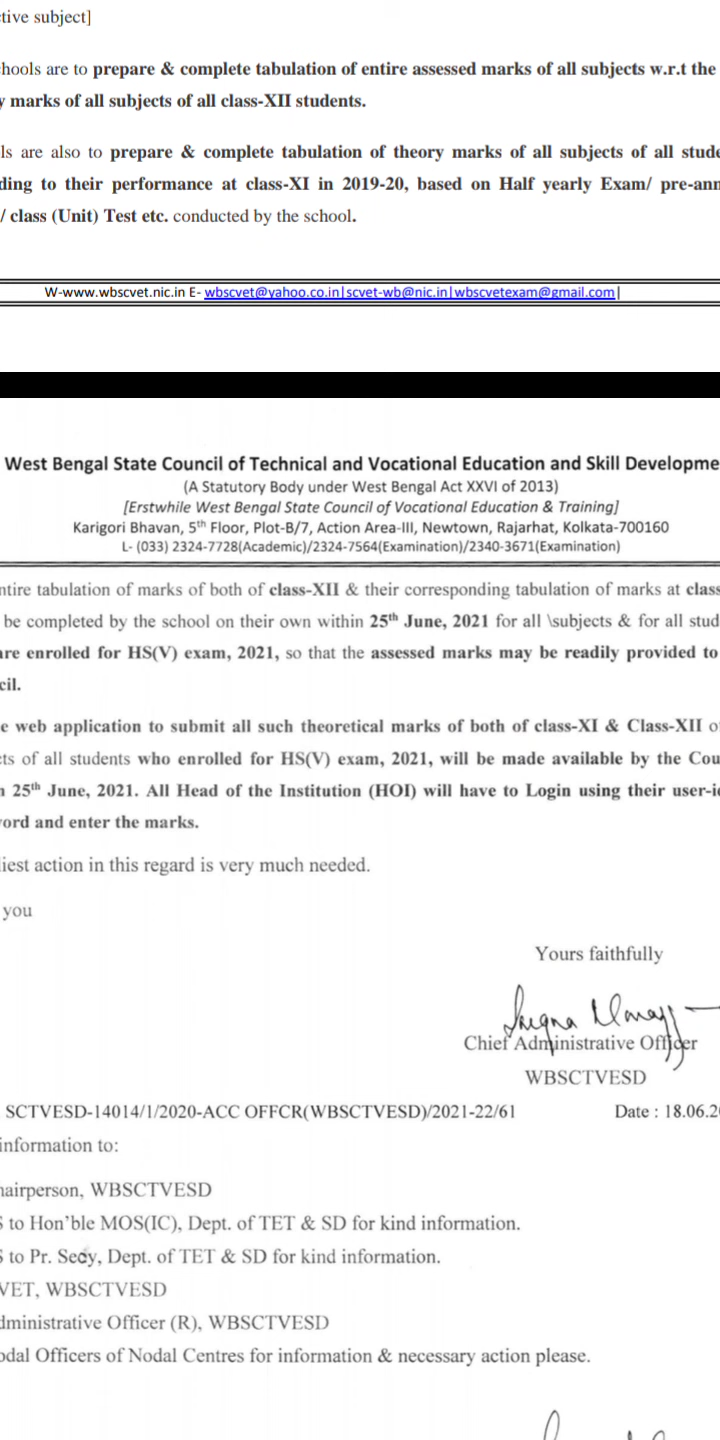 tive subject]
hools are to prepare & complete tabulation of entire assessed marks of all subjects w.r.t the
y marks of all subjects of all class-XII students.
ls are also to prepare & complete tabulation of theory marks of all subjects of all stude
ding to their performance at class-XI in 2019-20, based on Half yearly Exam/ pre-ann
/ class (Unit) Test etc. conducted by the school.
W-www.wbscvet.nic.in E- wbscvet@yahoo.co.in|scvet-wb@nic.in|wbscvetexam@gmail.com|
West Bengal State Council of Technical and Vocational Education and Skill Developme
(A Statutory Body under West Bengal Act XXVI of 2013)
[Erstwhile West Bengal State Council of Vocational Education & Training]
Karigori Bhavan, 5th Floor, Plot-B/7, Action Area-III, Newtown, Rajarhat, Kolkata-700160
L- (033) 2324-7728(Academic)/2324-7564(Examination)/2340-3671(Examination)
ntire tabulation of marks of both of class-XII & their corresponding tabulation of marks at class
be completed by the school on their own within 25th June, 2021 for all \subjects & for all stud
re enrolled for HS(V) exam, 2021, so that the assessed marks may be readily provided to
cil.
e web application to submit all such theoretical marks of both of class-XI & Class-XII o
ts of all students who enrolled for HS(V) exam, 2021, will be made available by the Cou
n 25th June, 2021. All Head of the Institution (HOI) will have to Login using their user-i
ord and enter the marks.
iest action in this regard is very much needed.
you
Yours faithfully
Chief Administrative Officer
WBSCTVESD
SCTVESD-14014/1/2020-ACC OFFCR(WBSCTVESD)/2021-22/61 Date : 18.06.20
information to:
hairperson, WBSCTVESD
S to Hon'ble MOS(IC), Dept. of TET & SD for kind information.
S to Pr. Secy, Dept. of TET & SD for kind information.
VET, WBSCTVESD
dministrative Officer (R), WBSCTVESD
odal Officers of Nodal Centres for information & necessary action please.